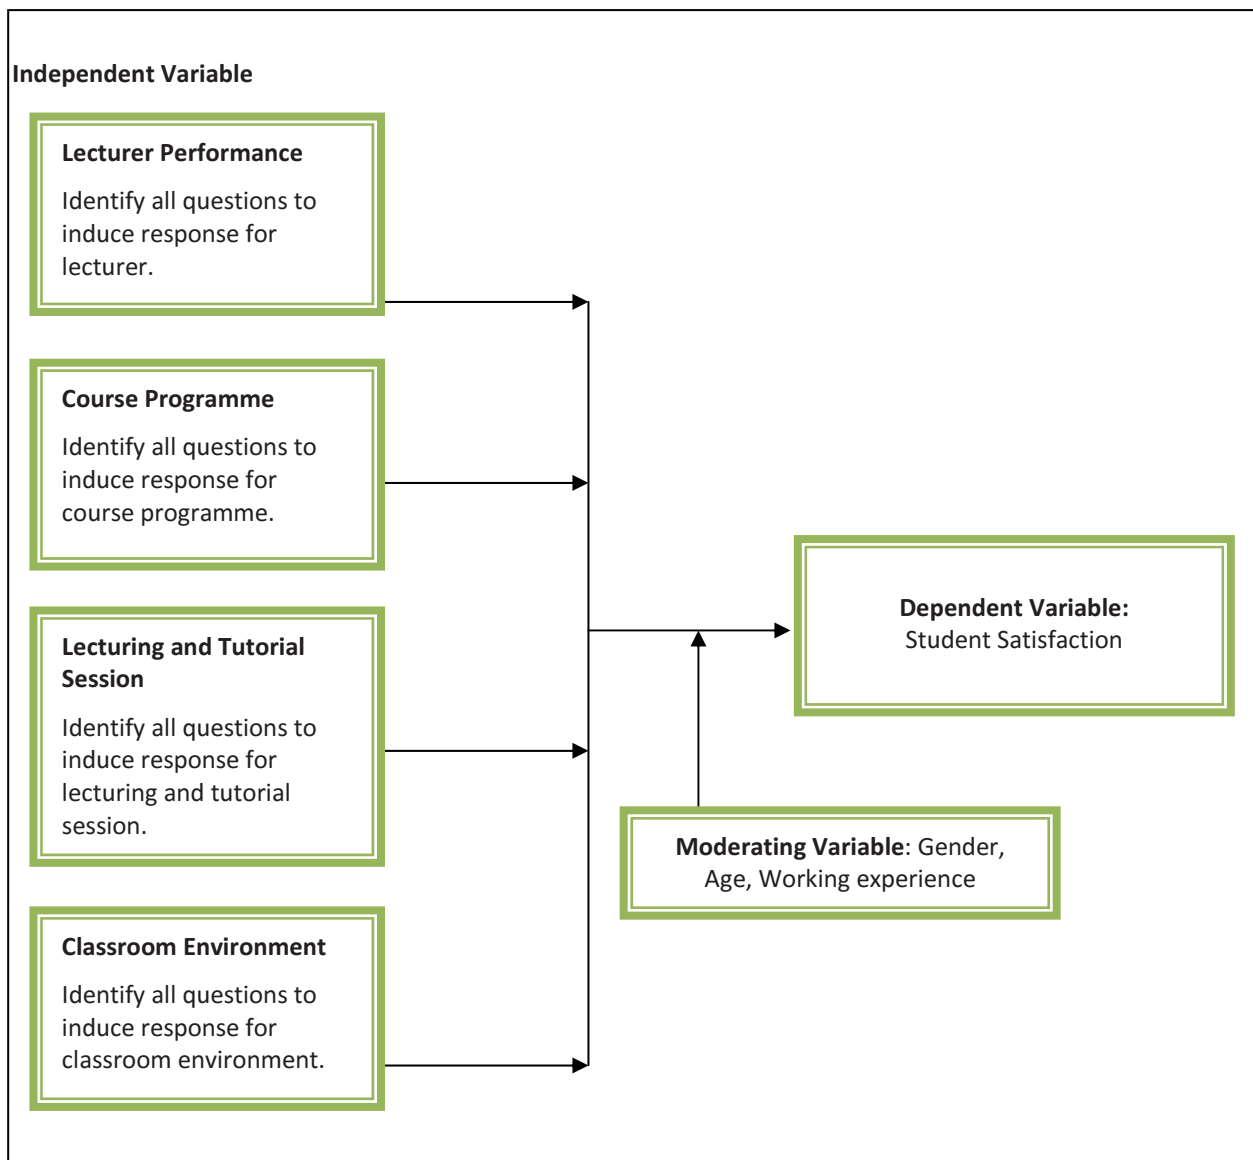 Independent Variable
Lecturer Performance
Identify all questions to
induce response for
lecturer.
Course Programme
Identify all questions to
induce response for
course programme.
Lecturing and Tutorial
Session
Identify all questions to
induce response for
lecturing and tutorial
session.
Classroom Environment
Identify all questions to
induce response for
classroom environment.
Dependent Variable:
Student Satisfaction
Moderating Variable: Gender,
Age, Working experience